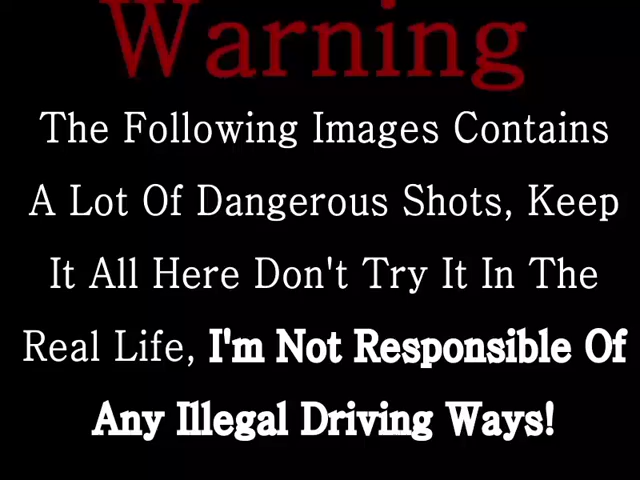 Warning
The Following Images Contains
A Lot Of Dangerous Shots, Keep
It All Here Don't Try It In The
Real Life, I'm Not Responsible Of
Any Illegal Driving Ways!